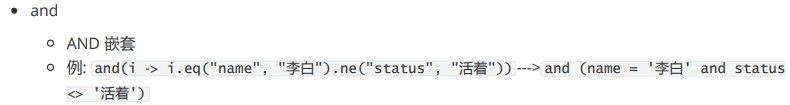 and
AND 嵌套
例: and(i -> i.eq("name", "李白").ne("status", "活着"))--->and (name = '李白' and status
<> '活着')